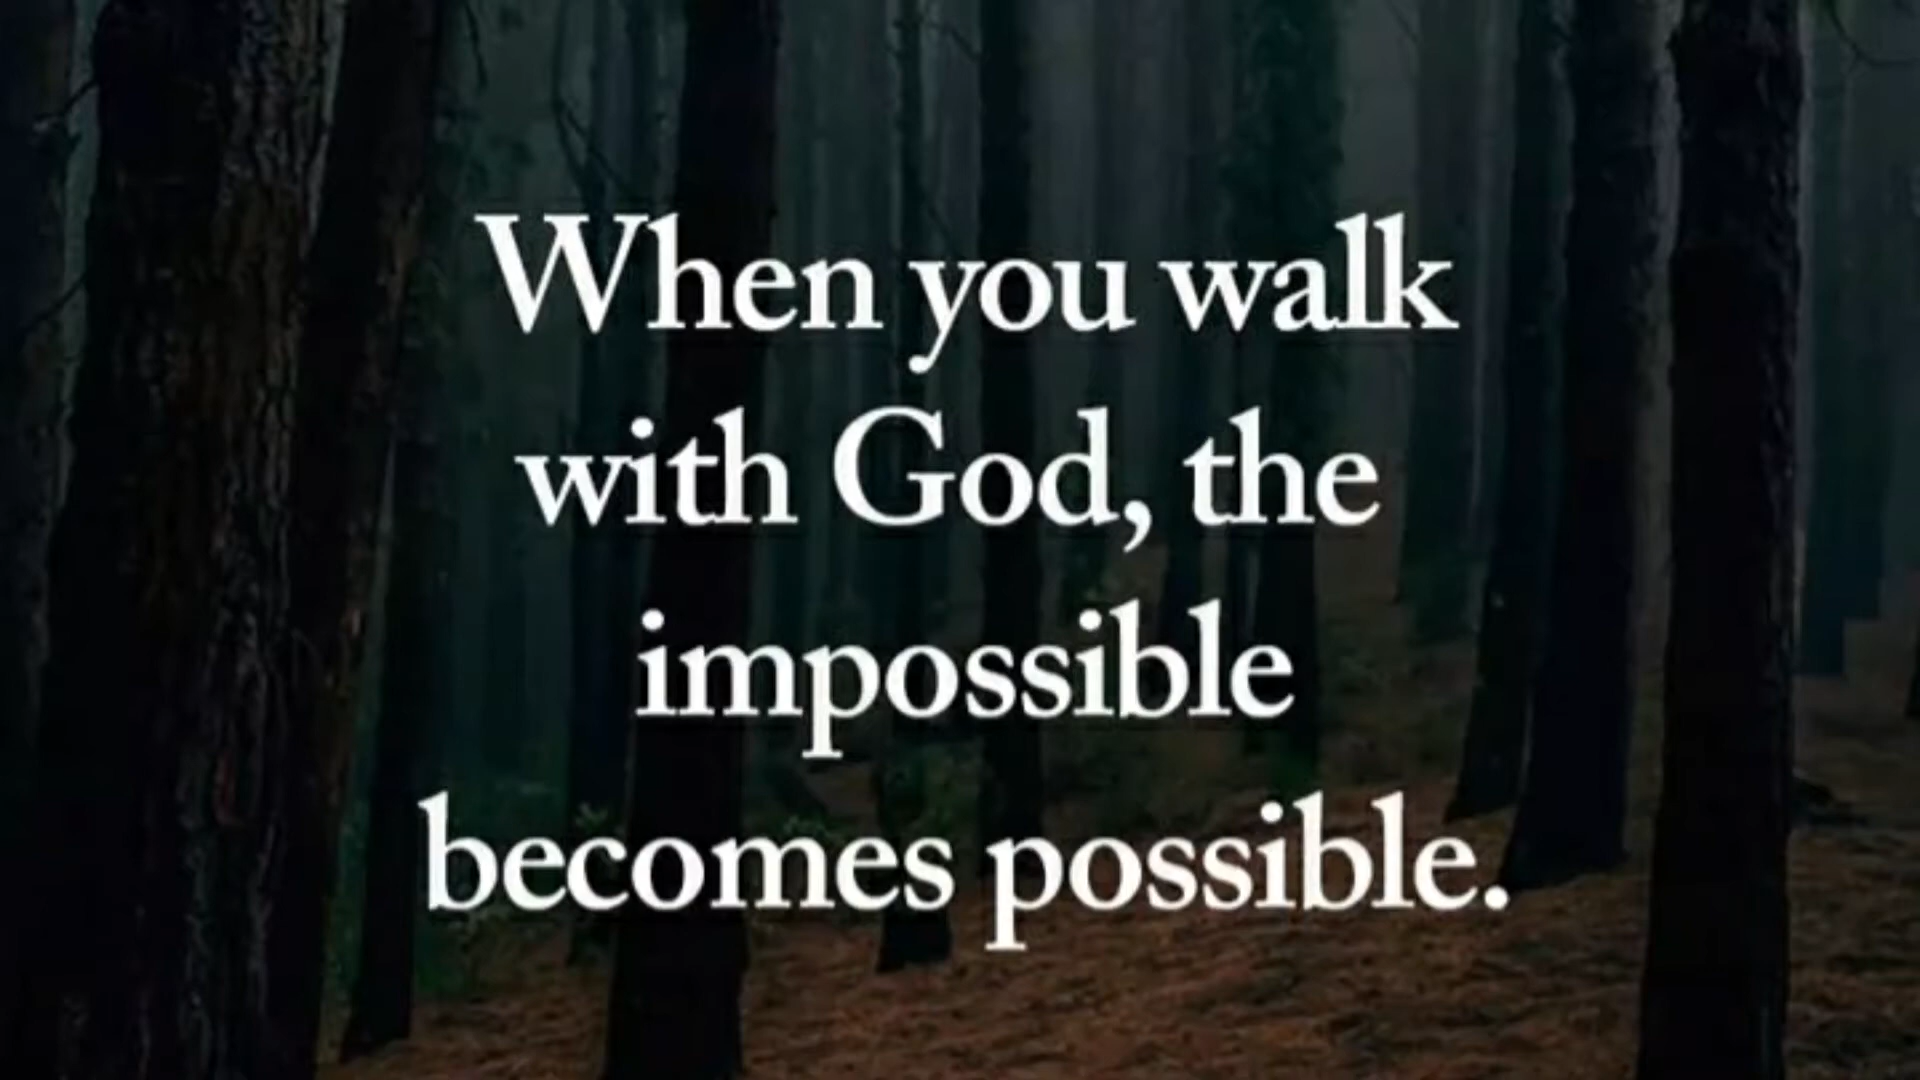 When you walk
with God, the
impossible
becomes possible.